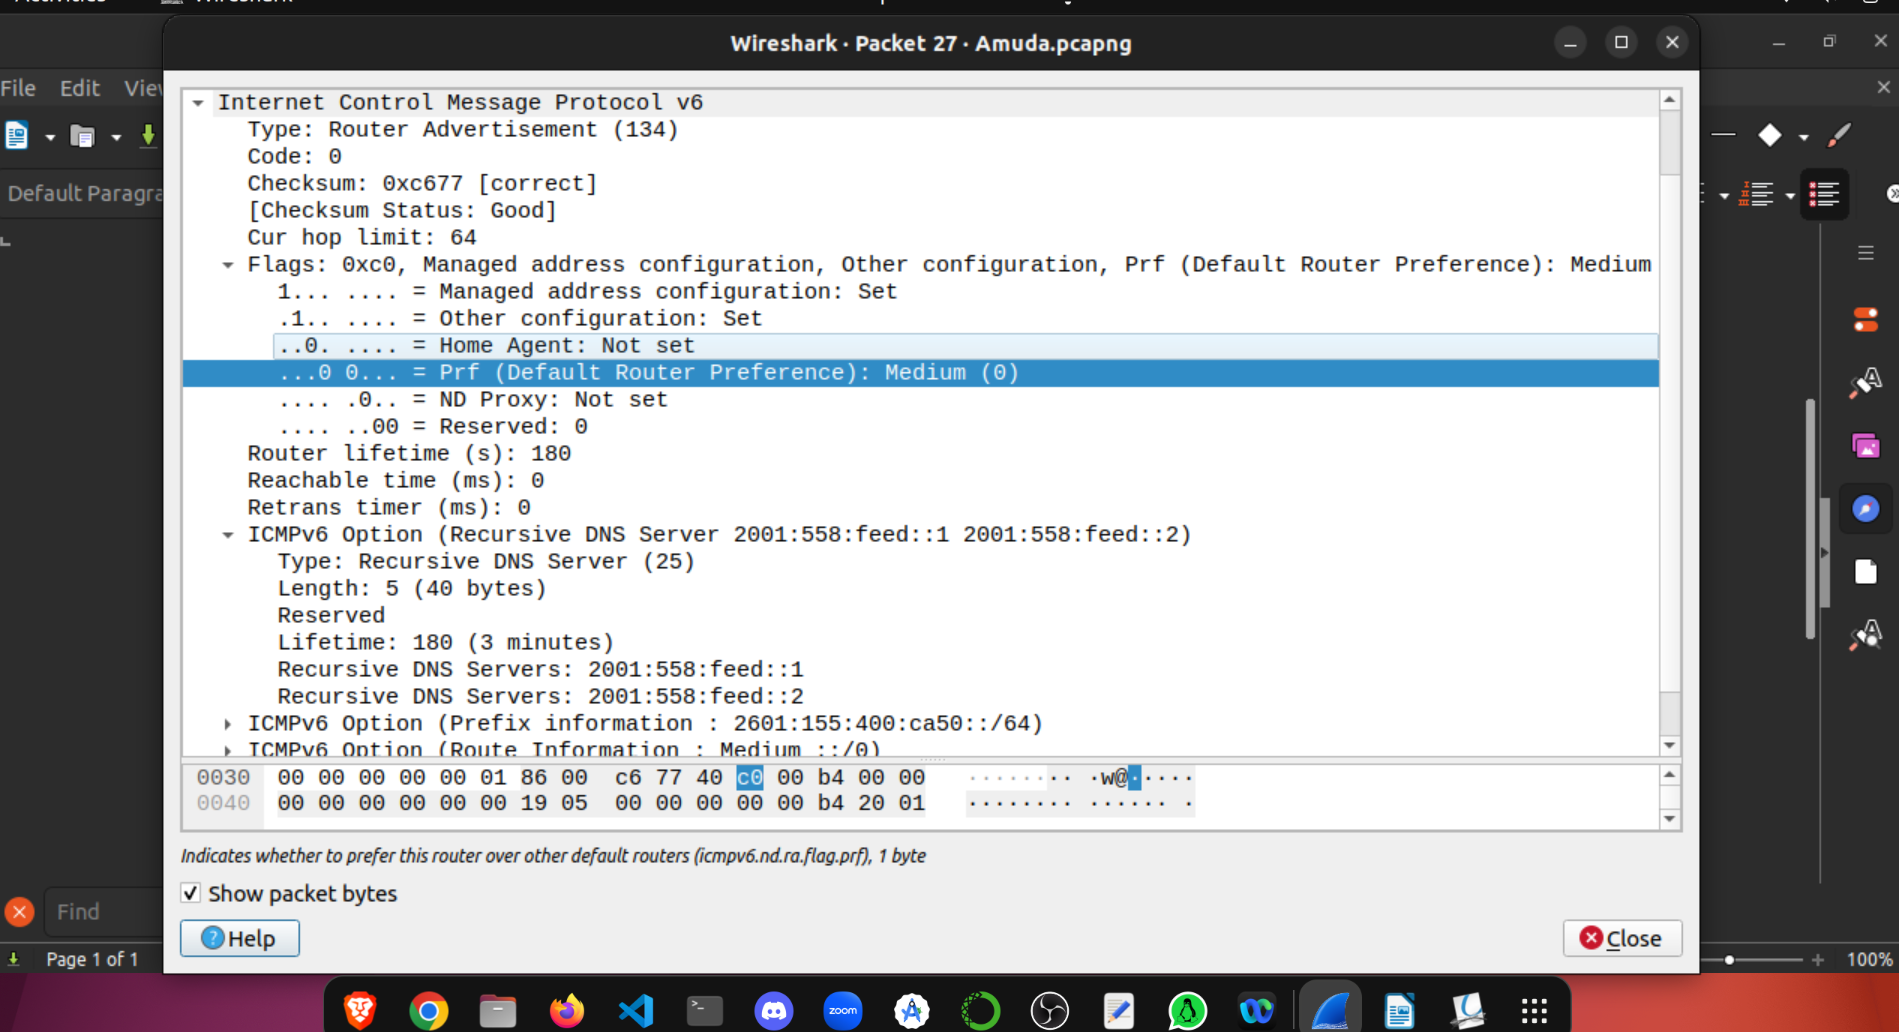 Wireshark · Packet 27 · Amuda.pcapng
File Edit
Default Paragra
Internet Control Message Protocol v6
Type: Router Advertisement (134)
Code: 0
Checksum: 0xc677 [correct]
[Checksum Status: Good]
Cur hop limit: 64
Flags: 0xc0, Managed address configuration, Other configuration, Prf (Default Router Preference): Medium
1... .... = Managed address configuration: Set
.1.. .... = Other configuration: Set
..0. .... = Home Agent: Not set
...0 0... = Prf (Default Router Preference): Medium (0)
.... .0.. = ND Proxy: Not set
.... ..00 = Reserved: 0
Router lifetime (s): 180
Reachable time (ms): 0
Retrans timer (ms): 0
ICMPv6 Option (Recursive DNS Server 2001:558:feed::1 2001:558:feed::2)
Type: Recursive DNS Server (25)
Length: 5 (40 bytes)
Reserved
Lifetime: 180 (3 minutes)
Recursive DNS Servers: 2001:558:feed::1
Recursive DNS Servers: 2001:558:feed::2
ICMPv6 Option (Prefix information : 2601:155:400:ca50::/64)
ICMPv6 Option (Route Information : Medium ::/0)
0030 00 00 00 00 00 01 86 00 c6 77 40 c0 00 b4 00 00 ········ ·w@·····
0040 00 00 00 00 00 00 19 05 00 00 00 00 00 b4 20 01 ········ ······ ·
Indicates whether to prefer this router over other default routers (icmpv6.nd.ra.flag.prf), 1 byte
Show packet bytes
Find
Help
Close
Page 1 of 1
100%
zoom